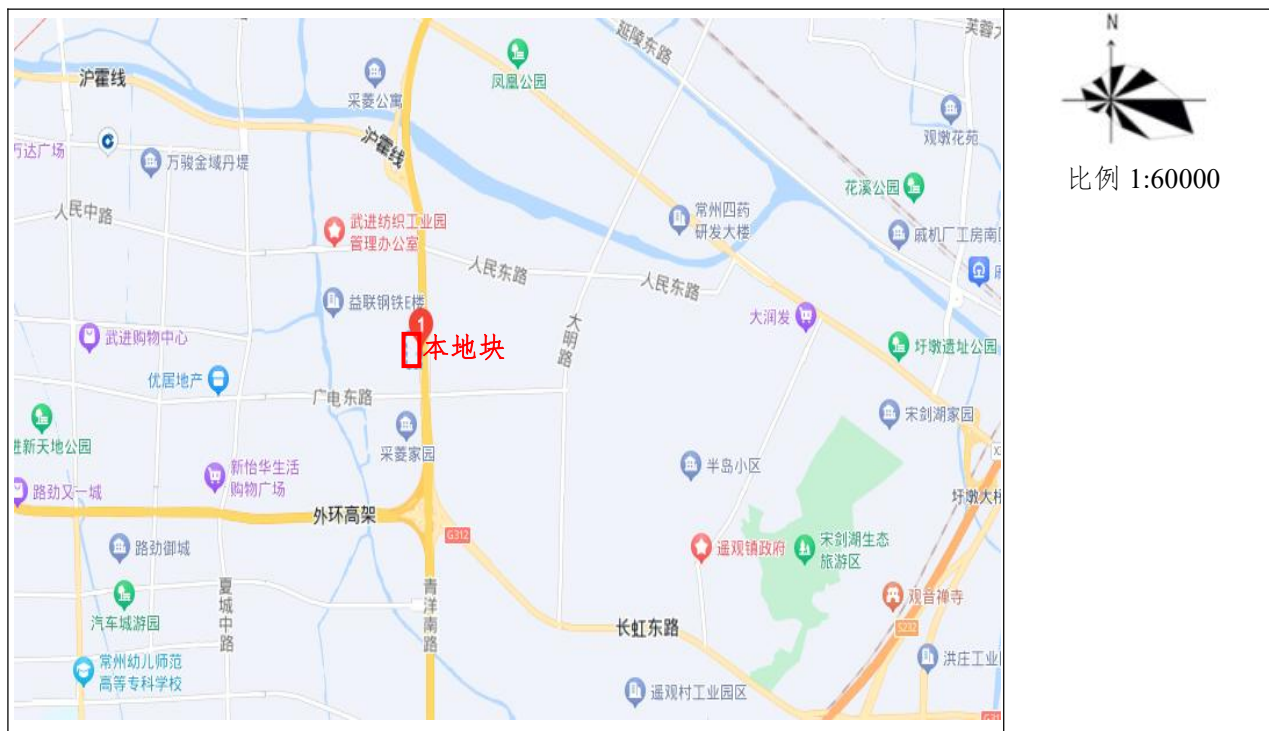 N
比例 1:60000
芙蓉
延陵东路
沪霍线
凤凰公园
采菱公寓
观墩花苑
沪霍线
万达广场
万骏金域丹堤
花溪公园
人民中路
武进纺织工业园
管理办公室
常州四药
研发大楼
戚机厂工房南
人民东路
人民东路
益联钢铁E楼
大润发
1
本地块
大明路
武进购物中心
圩墩遗址公园
优居地产
广电东路
宋剑湖家园
进新天地公园
采菱家园
新怡华生活
购物广场
半岛小区
路劲又一城
圩墩大桥
外环高架
G312
路劲御城
遥观镇政府
宋剑湖生态
旅游区
夏城中路
青洋南路
汽车城游园
观音禅寺
长虹东路
S232
常州幼儿师范
高等专科学校
洪庄工业
遥观村工业园区
G31